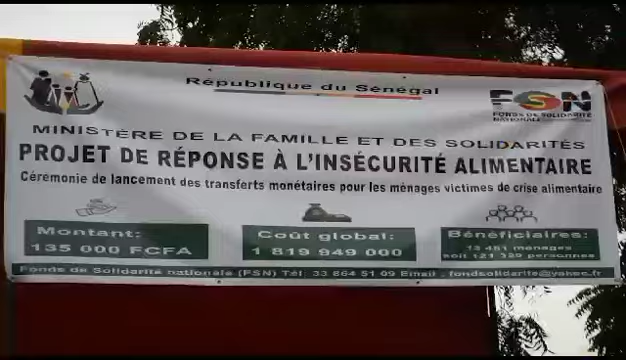 République du Sénégal
FSN
FONDS DE SOLIDARITÉ
NATIONALE
MINISTÈRE DE LA FAMILLE ET DES SOLIDARITÉS
PROJET DE RÉPONSE À L'INSÉCURITÉ ALIMENTAIRE
Cérémonie de lancement des transferts monétaires pour les ménages victimes de crise alimentaire
Montant:
135 000 FCFA
Coût global:
1 819 949 000
Bénéficiaires:
13 481 ménages
soit 121 329 personnes
Fonds de Solidarité nationale (FSN) Tél: 33 864 51 09 Email : fondsolidarite@yahoo.fr